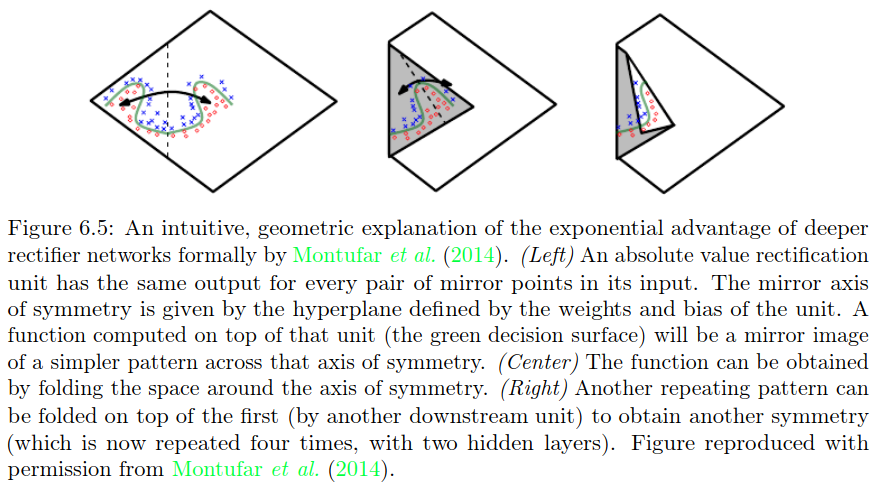 Figure 6.5: An intuitive, geometric explanation of the exponential advantage of deeper
rectifier networks formally by Montufar et al. (2014). (Left) An absolute value rectification
unit has the same output for every pair of mirror points in its input. The mirror axis
of symmetry is given by the hyperplane defined by the weights and bias of the unit. A
function computed on top of that unit (the green decision surface) will be a mirror image
of a simpler pattern across that axis of symmetry. (Center) The function can be obtained
by folding the space around the axis of symmetry. (Right) Another repeating pattern can
be folded on top of the first (by another downstream unit) to obtain another symmetry
(which is now repeated four times, with two hidden layers). Figure reproduced with
permission from Montufar et al. (2014).